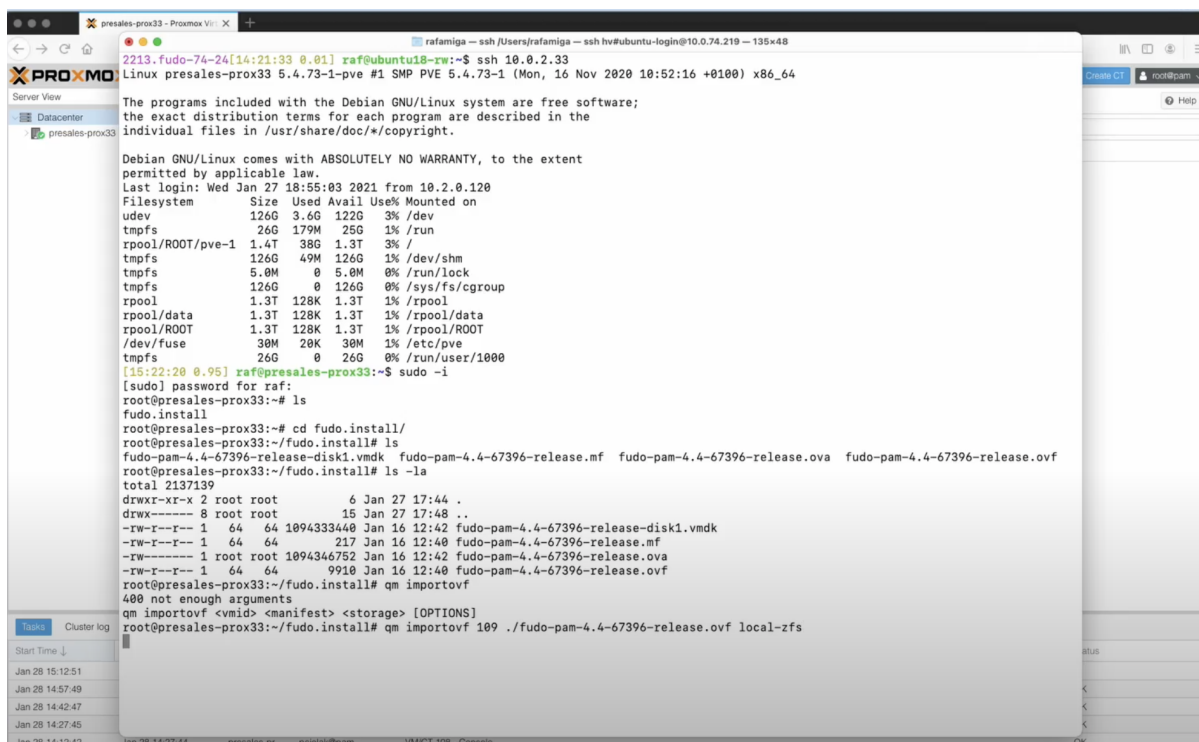 presales-prox33 - Proxmox Vir
rafamiga — ssh /Users/rafamiga — ssh hv#ubuntu-login@10.0.74.219 — 135×48
PROXMO
Create CT
root@pam
Server View
Help
Datacenter
presales-prox33
2213.fudo-74-24[14:21:33 0.01] raf@ubuntu18-rw:~$ ssh 10.0.2.33
Linux presales-prox33 5.4.73-1-pve #1 SMP PVE 5.4.73-1 (Mon, 16 Nov 2020 10:52:16 +0100) x86_64
The programs included with the Debian GNU/Linux system are free software;
the exact distribution terms for each program are described in the
individual files in /usr/share/doc/*/copyright.
Debian GNU/Linux comes with ABSOLUTELY NO WARRANTY, to the extent
permitted by applicable law.
Last login: Wed Jan 27 18:55:03 2021 from 10.2.0.120
Filesystem Size Used Avail Use% Mounted on
udev 126G 3.6G 122G 3% /dev
tmpfs 26G 179M 25G 1% /run
rpool/ROOT/pve-1 1.4T 38G 1.3T 3% /
tmpfs 126G 49M 126G 1% /dev/shm
tmpfs 5.0M 0 5.0M 0% /run/lock
tmpfs 126G 0 126G 0% /sys/fs/cgroup
rpool 1.3T 128K 1.3T 1% /rpool
rpool/data 1.3T 128K 1.3T 1% /rpool/data
rpool/ROOT 1.3T 128K 1.3T 1% /rpool/ROOT
/dev/fuse 30M 20K 30M 1% /etc/pve
tmpfs 26G 0 26G 0% /run/user/1000
[15:22:20 0.95] raf@presales-prox33:~$ sudo -i
[sudo] password for raf:
root@presales-prox33:~# ls
fudo.install
root@presales-prox33:~# cd fudo.install/
root@presales-prox33:~/fudo.install# ls
fudo-pam-4.4-67396-release-disk1.vmdk fudo-pam-4.4-67396-release.mf fudo-pam-4.4-67396-release.ova fudo-pam-4.4-67396-release.ovf
root@presales-prox33:~/fudo.install# ls -la
total 2137139
drwxr-xr-x 2 root root 6 Jan 27 17:44 .
drwx------ 8 root root 15 Jan 27 17:48 ..
-rw-r--r-- 1 64 64 1094333440 Jan 16 12:42 fudo-pam-4.4-67396-release-disk1.vmdk
-rw-r--r-- 1 64 64 217 Jan 16 12:40 fudo-pam-4.4-67396-release.mf
-rw------- 1 root root 1094346752 Jan 16 12:42 fudo-pam-4.4-67396-release.ova
-rw-r--r-- 1 64 64 9910 Jan 16 12:40 fudo-pam-4.4-67396-release.ovf
root@presales-prox33:~/fudo.install# qm importovf
400 not enough arguments
qm importovf <vmid> <manifest> <storage> [OPTIONS]
root@presales-prox33:~/fudo.install# qm importovf 109 ./fudo-pam-4.4-67396-release.ovf local-zfs
Tasks Cluster log
Start Time
atus
Jan 28 15:12:51
Jan 28 14:57:49
Jan 28 14:42:47
Jan 28 14:27:45